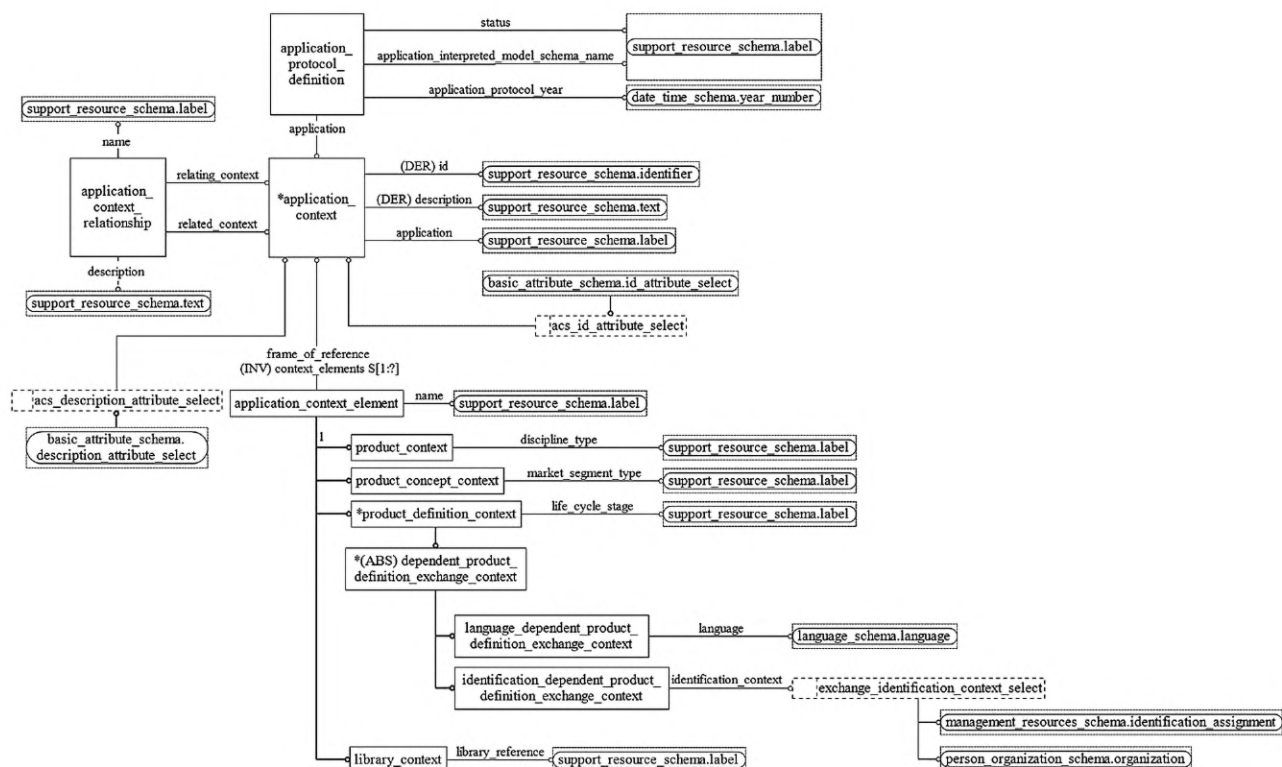 status
application_
protocol_
definition
support_resource_schema.label
application_interpreted_model_schema_name
application_protocol_year
date_time_schema.year_number
support_resource_schema.label
application
name
application_
context_
relationship
relating_context
related_context
*application_
context
(DER) id
support_resource_schema.identifier
(DER) description
support_resource_schema.text
application
support_resource_schema.label
description
support_resource_schema.text
basic_attribute_schema.id_attribute_select
acs_id_attribute_select
frame_of_reference
(INV) context_elements S[1:?]
acs_description_attribute_select
basic_attribute_schema.
description_attribute_select
application_context_element
name
support_resource_schema.label
1
product_context
discipline_type
support_resource_schema.label
product_concept_context
market_segment_type
support_resource_schema.label
*product_definition_context
life_cycle_stage
support_resource_schema.label
*(ABS) dependent_product_
definition_exchange_context
language_dependent_product_
definition_exchange_context
language
language_schema.language
identification_dependent_product_
definition_exchange_context
identification_context
exchange_identification_context_select
management_resources_schema.identification_assignment
person_organization_schema.organization
library_context
library_reference
support_resource_schema.label